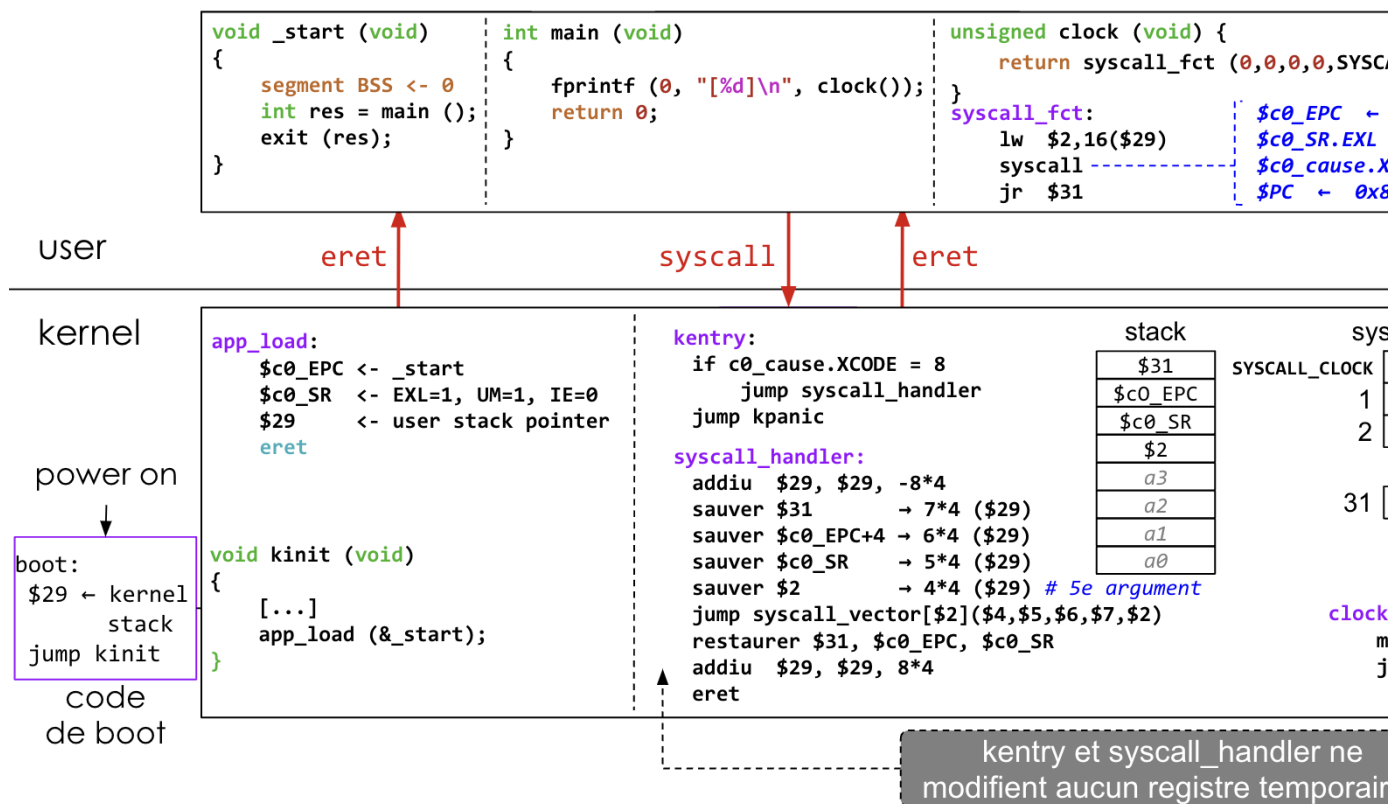 void _start (void)
{
segment BSS <- 0
int res = main ();
exit (res);
}
int main (void)
{
fprintf (0, "[%d]\n", clock());
return 0;
}
unsigned clock (void) {
return syscall_fct (0,0,0,0,SYSCA
}
syscall_fct:
lw $2,16($29)
syscall
jr $31
$c0_EPC ←
$c0_SR.EXL
$c0_cause.X
$PC ← 0x8
user
eret
syscall
eret
kernel
app_load:
$c0_EPC <- _start
$c0_SR <- EXL=1, UM=1, IE=0
$29 <- user stack pointer
eret
power on
boot:
$29 ← kernel
stack
jump kinit
code
de boot
void kinit (void)
{
[...]
app_load (&_start);
}
kentry:
if c0_cause.XCODE = 8
jump syscall_handler
jump kpanic
syscall_handler:
addiu $29, $29, -8*4
sauver $31 → 7*4 ($29)
sauver $c0_EPC+4 → 6*4 ($29)
sauver $c0_SR → 5*4 ($29)
sauver $2 → 4*4 ($29) # 5e argument
jump syscall_vector[$2]($4,$5,$6,$7,$2)
restaurer $31, $c0_EPC, $c0_SR
addiu $29, $29, 8*4
eret
stack
$31
$cO_EPC
$c0_SR
$2
a3
a2
a1
a0
sys
SYSCALL_CLOCK
1
2
31
clock
m
j
kentry et syscall_handler ne
modifient aucun registre temporair